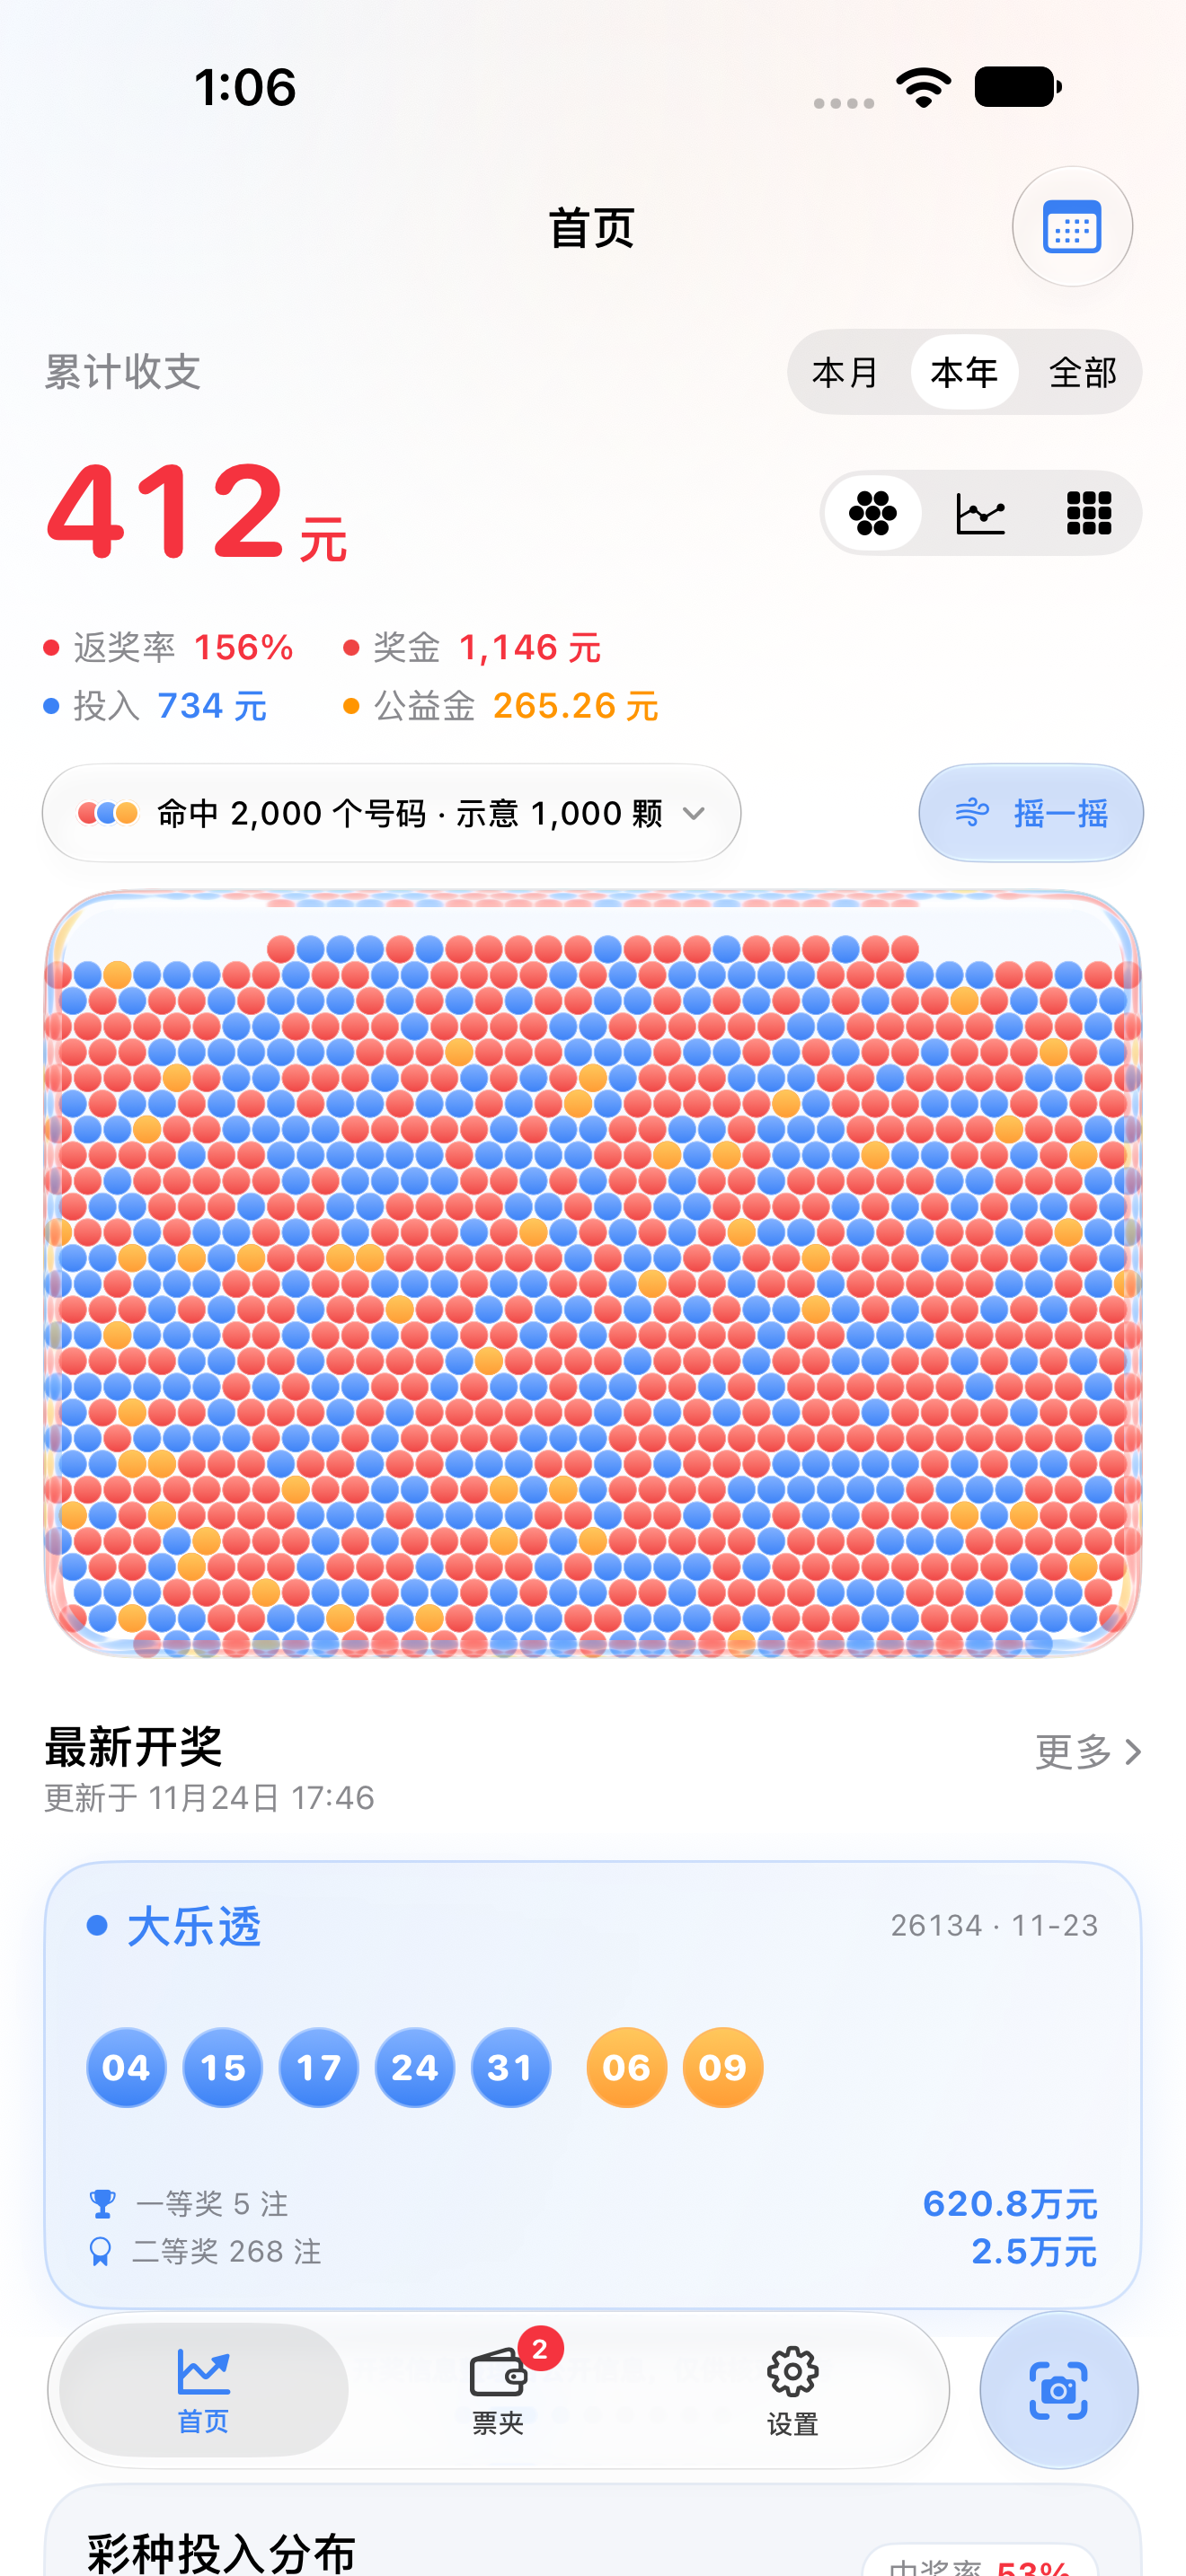 1:06
首页
累计收支
本月 本年 全部
412 元
返奖率 156% 奖金 1,146 元
投入 734 元 公益金 265.26 元
命中 2,000 个号码 · 示意 1,000 颗
摇一摇
最新开奖
更多
更新于 11月24日 17:46
大乐透
26134 · 11-23
04 15 17 24 31 06 09
一等奖 5 注 620.8万元
二等奖 268 注 2.5万元
2
首页 票夹 设置
彩种投入分布
中奖率 53%